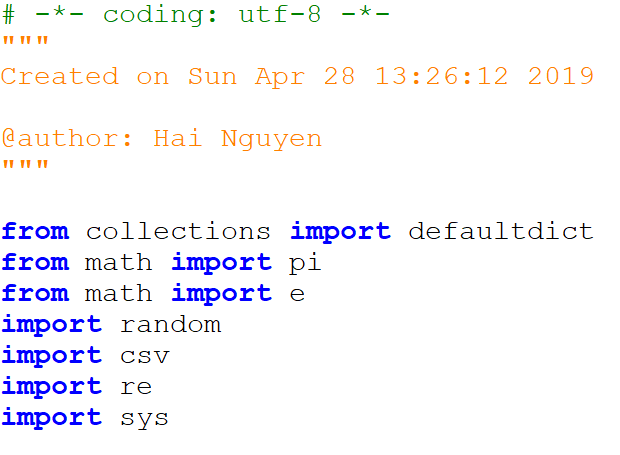 # -*- coding: utf-8 -*-
"""
Created on Sun Apr 28 13:26:12 2019
@author: Hai Nguyen
"""
from collections import defaultdict
from math import pi
from math import e
import random
import csv
import re
import sys